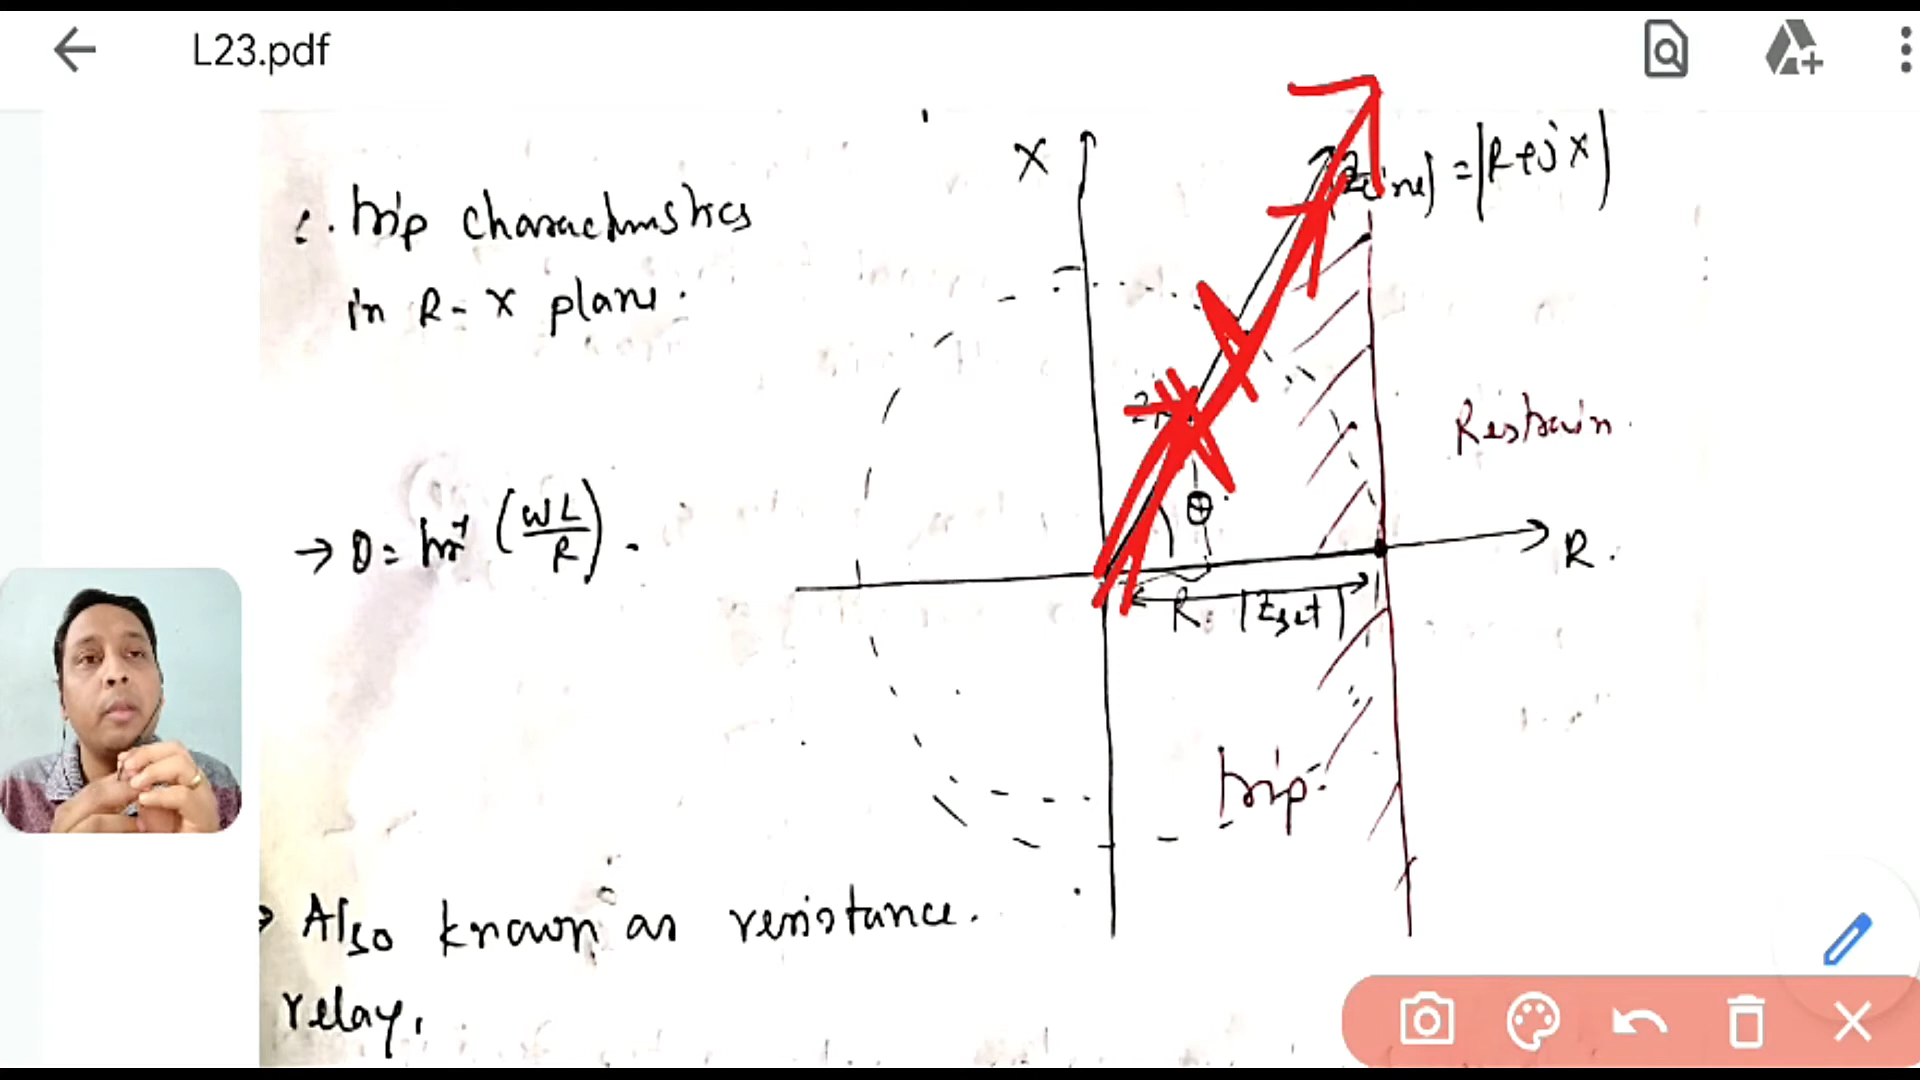 L23.pdf
∴ trip characteristics
in R-X plane.
X
|Zline| = |R+jX|
Restrain.
ZR
θ
→ θ = tan⁻¹ (ωL/R).
R.
R = |Zset|
trip.
→ Also known as resistance.
relay.